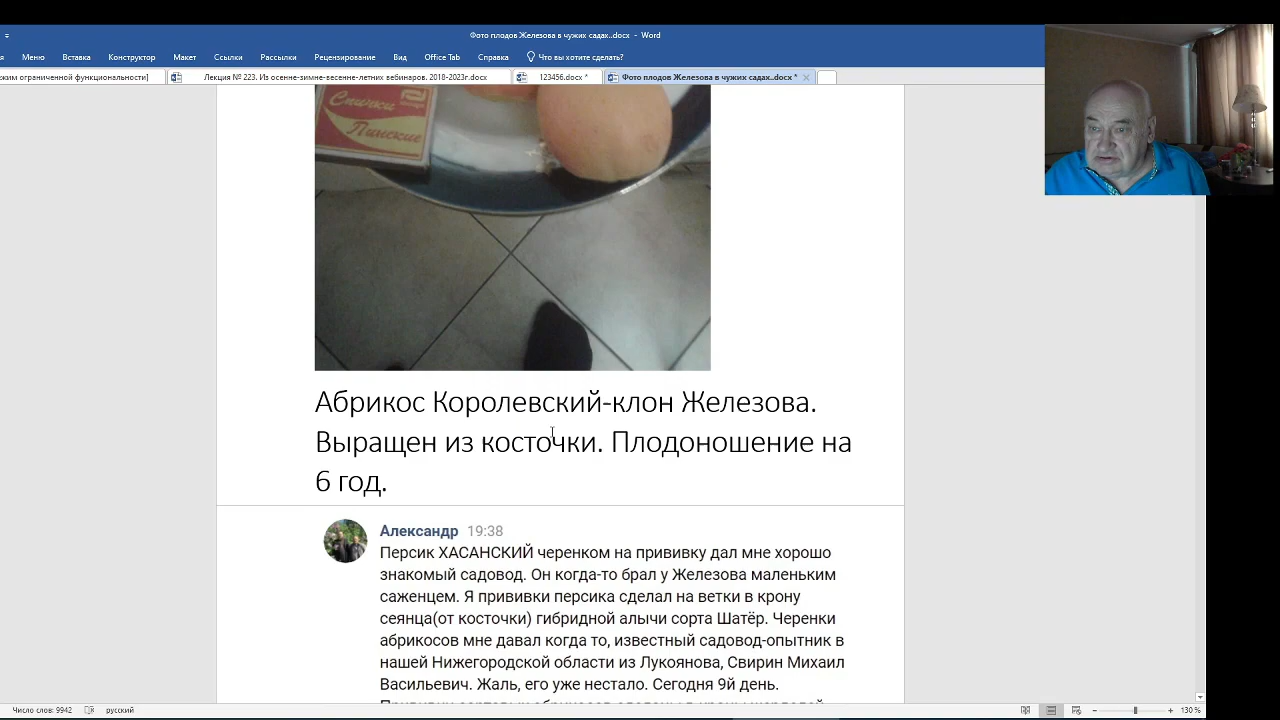 Фото плодов Железова в чужих садах..docx - Word
Меню Вставка Конструктор Макет Ссылки Рассылки Рецензирование Вид Office Tab Справка Что вы хотите сделать?
жим ограниченной функциональности] Лекция № 223. Из осенне-зимне-весенне-летних вебинаров. 2018-2023г.docx 123456.docx * Фото плодов Железова в чужих садах..docx *
Спички
Пинские
Абрикос Королевский-клон Железова.
Выращен из косточки. Плодоношение на
6 год.
Александр 19:38
Персик ХАСАНСКИЙ черенком на прививку дал мне хорошо
знакомый садовод. Он когда-то брал у Железова маленьким
саженцем. Я прививки персика сделал на ветки в крону
сеянца(от косточки) гибридной алычи сорта Шатёр. Черенки
абрикосов мне давал когда то, известный садовод-опытник в
нашей Нижегородской области из Лукоянова, Свирин Михаил
Васильевич. Жаль, его уже нестало. Сегодня 9й день.
Число слов: 9942 русский 130 %